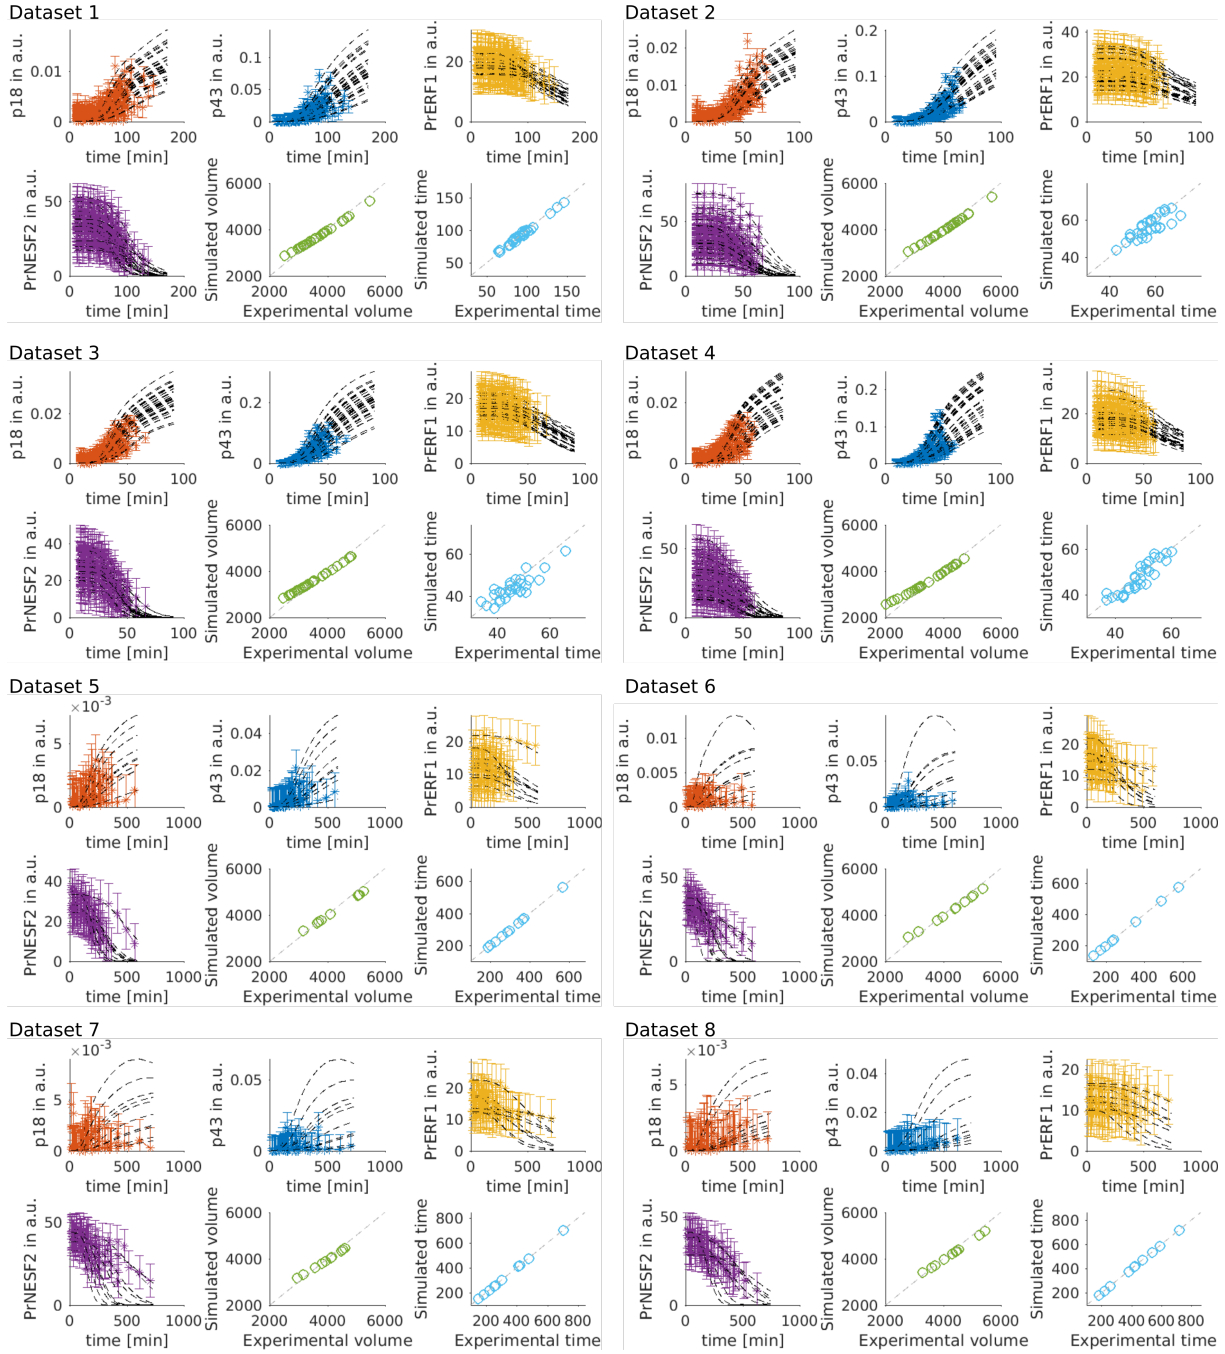 Dataset 1
p18 in a.u.
0.01
0
0 100 200
time [min]
p43 in a.u.
0.1
0.05
0
0 100 200
time [min]
PrERF1 in a.u.
20
0
0 100 200
time [min]
PrNESF2 in a.u.
50
0
0 100 200
time [min]
Simulated volume
6000
4000
2000
2000 4000 6000
Experimental volume
Simulated time
150
100
50
50 100 150
Experimental time
Dataset 2
p18 in a.u.
0.02
0.01
0
0 50 100
time [min]
p43 in a.u.
0.2
0.1
0
0 50 100
time [min]
PrERF1 in a.u.
40
20
0
0 50 100
time [min]
PrNESF2 in a.u.
50
0
0 50 100
time [min]
Simulated volume
6000
4000
2000
2000 4000 6000
Experimental volume
Simulated time
60
40
40 60
Experimental time
Dataset 3
p18 in a.u.
0.02
0
0 50 100
time [min]
p43 in a.u.
0.2
0
0 50 100
time [min]
PrERF1 in a.u.
20
10
0
0 50 100
time [min]
PrNESF2 in a.u.
40
20
0
0 50 100
time [min]
Simulated volume
6000
4000
2000
2000 4000 6000
Experimental volume
Simulated time
60
40
40 60
Experimental time
Dataset 4
p18 in a.u.
0.02
0
0 50 100
time [min]
p43 in a.u.
0.2
0.1
0
0 50 100
time [min]
PrERF1 in a.u.
20
0
0 50 100
time [min]
PrNESF2 in a.u.
50
0
0 50 100
time [min]
Simulated volume
6000
4000
2000
2000 4000 6000
Experimental volume
Simulated time
60
40
40 60
Experimental time
Dataset 5
×10-3
p18 in a.u.
5
0
0 500 1000
time [min]
p43 in a.u.
0.04
0.02
0
0 500 1000
time [min]
PrERF1 in a.u.
20
10
0
0 500 1000
time [min]
PrNESF2 in a.u.
40
20
0
0 500 1000
time [min]
Simulated volume
6000
4000
2000
2000 4000 6000
Experimental volume
Simulated time
600
400
200
200 400 600
Experimental time
Dataset 6
p18 in a.u.
0.01
0.005
0
0 500 1000
time [min]
p43 in a.u.
0.05
0
0 500 1000
time [min]
PrERF1 in a.u.
20
10
0
0 500 1000
time [min]
PrNESF2 in a.u.
50
0
0 500 1000
time [min]
Simulated volume
6000
4000
2000
2000 4000 6000
Experimental volume
Simulated time
600
400
200
200 400 600
Experimental time
Dataset 7
×10-3
p18 in a.u.
5
0
0 500 1000
time [min]
p43 in a.u.
0.05
0
0 500 1000
time [min]
PrERF1 in a.u.
20
10
0
0 500 1000
time [min]
PrNESF2 in a.u.
50
0
0 500 1000
time [min]
Simulated volume
6000
4000
2000
2000 4000 6000
Experimental volume
Simulated time
800
600
400
200
200 400 600 800
Experimental time
Dataset 8
×10-3
p18 in a.u.
5
0
0 500 1000
time [min]
p43 in a.u.
0.04
0.02
0
0 500 1000
time [min]
PrERF1 in a.u.
20
10
0
0 500 1000
time [min]
PrNESF2 in a.u.
50
0
0 500 1000
time [min]
Simulated volume
6000
4000
2000
2000 4000 6000
Experimental volume
Simulated time
800
600
400
200
200 400 600 800
Experimental time